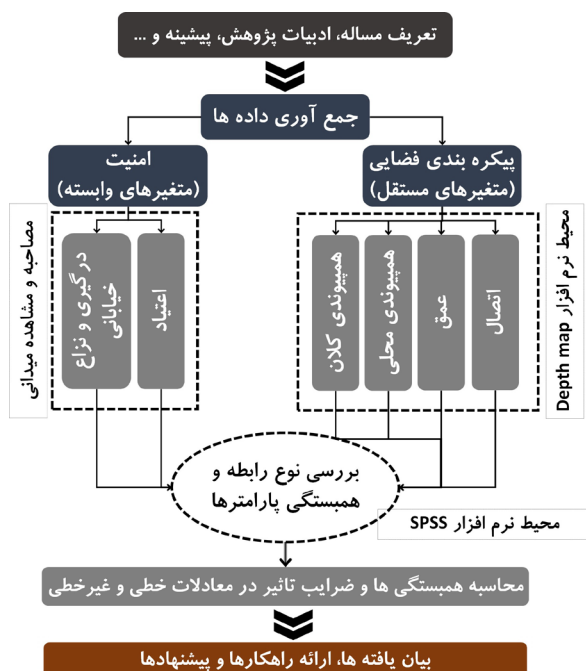 تعریف مساله، ادبیات پژوهش، پیشینه و ...
جمع آوری داده ها
پیکره بندی فضایی
(متغیرهای مستقل)
امنیت
(متغیرهای وابسته)
محیط نرم افزار Depth map
اتصال
عمق
همپیوندی محلی
همپیوندی کلان
اعتیاد
درگیری و نزاع
خیابانی
مصاحبه و مشاهده میدانی
بررسی نوع رابطه و
همبستگی پارامترها
محیط نرم افزار SPSS
محاسبه همبستگی ها و ضرایب تاثیر در معادلات خطی و غیرخطی
بیان یافته ها، ارائه راهکارها و پیشنهادها